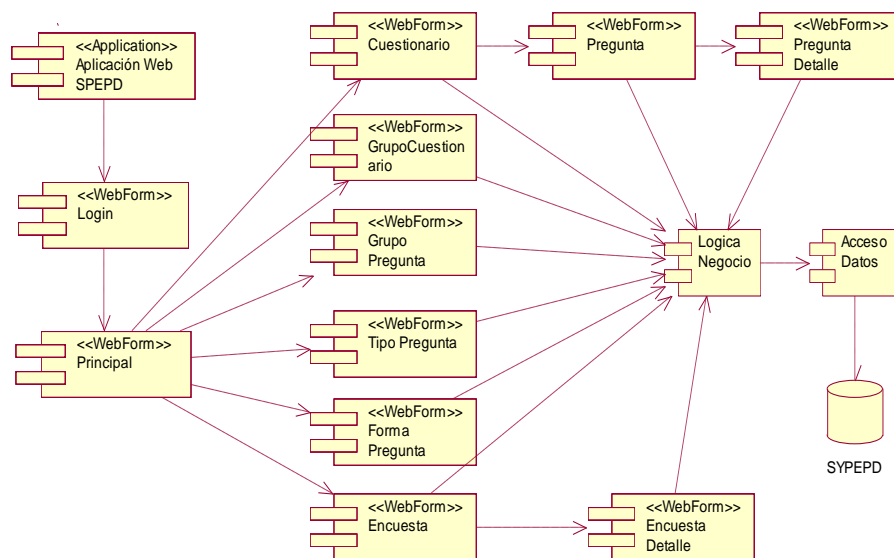 <<Application>>
Aplicación Web
SPEPD
<<WebForm>>
Cuestionario
<<WebForm>>
Pregunta
<<WebForm>>
Pregunta
Detalle
<<WebForm>>
GrupoCuestion
ario
<<WebForm>>
Login
<<WebForm>>
Grupo
Pregunta
Logica
Negocio
Acceso
Datos
<<WebForm>>
Principal
<<WebForm>>
Tipo Pregunta
<<WebForm>>
Forma
Pregunta
SYPEPD
<<WebForm>>
Encuesta
<<WebForm>>
Encuesta
Detalle